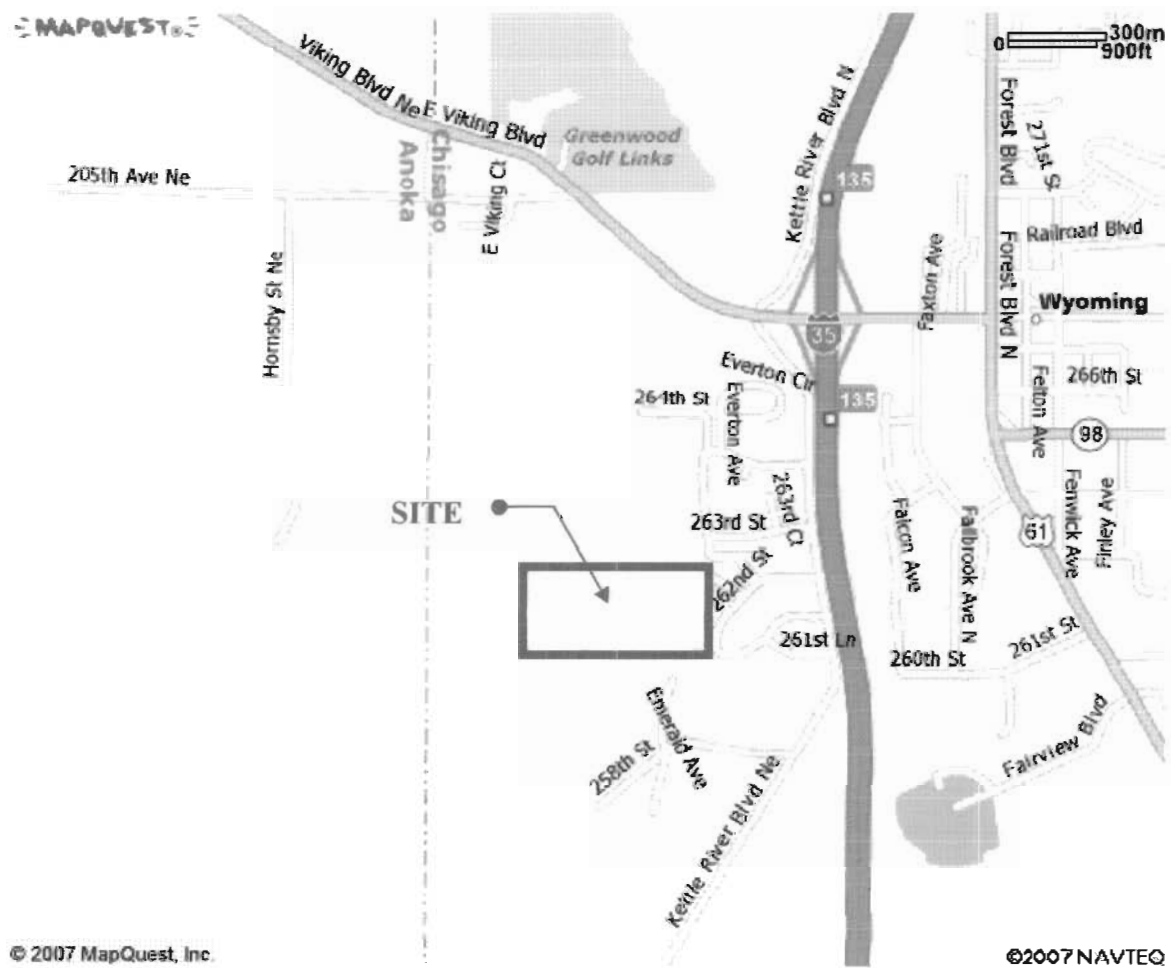 MAPQUEST
300m
0
900ft
Viking Blvd Ne
E Viking Blvd
Kettle River Blvd N
Greenwood
Golf Links
Forest Blvd
271st S
205th Ave Ne
Chisago
Anoka
E Viking Ct
135
Railroad Blvd
Hornsby St Ne
Faxton Ave
Forest Blvd N
Wyoming
35
Everton Cir
266th St
264th St
Everton Ave
135
Felton Ave
98
263rd Ct
SITE
263rd St
Falcon Ave
Fallbrook Ave N
61
Fenwick Ave
Finley Ave
262nd St
261st Ln
260th St
261st St
Emerald Ave
258th St
Fairview Blvd
Kettle River Blvd Ne
© 2007 MapQuest, Inc.
©2007 NAVTEQ